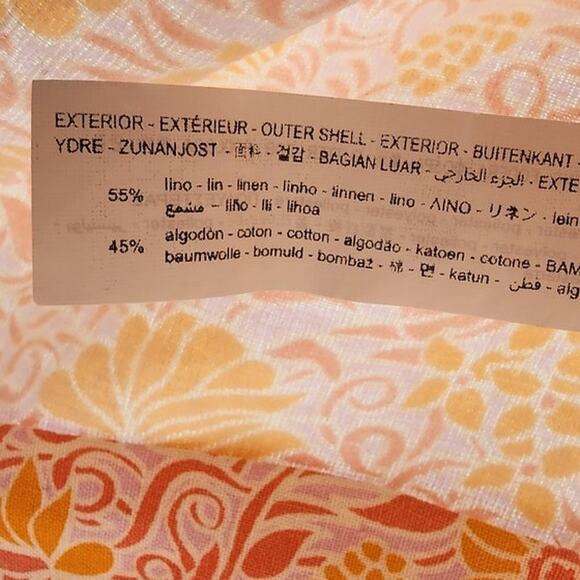 EXTERIOR - EXTÉRIEUR - OUTER SHELL - EXTERIOR - BUITENKANT -
YDRE - ZUNANJOST - 面料 - 겉감 - BAGIAN LUAR - الجزء الخارجي - EXTE
55% lino - lin - linen - linho - linnen - lino - ΛΙΝΟ - リネン - lein
مشمع - liño - lli - lihoa
45% algodón - coton - cotton - algodão - katoen - cotone - BAM
baumwolle - bomuld - bombaž - 棉 - 면 - katun - قطن - alg